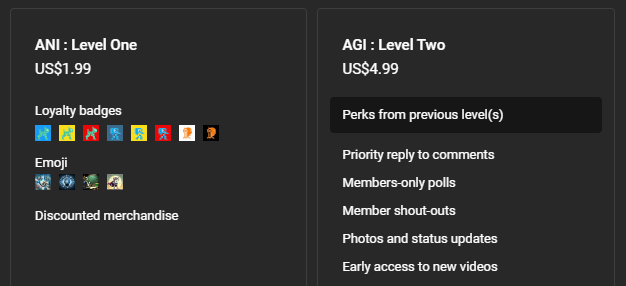 ANI : Level One
US$1.99
Loyalty badges
Emoji
Discounted merchandise
AGI : Level Two
US$4.99
Perks from previous level(s)
Priority reply to comments
Members-only polls
Member shout-outs
Photos and status updates
Early access to new videos